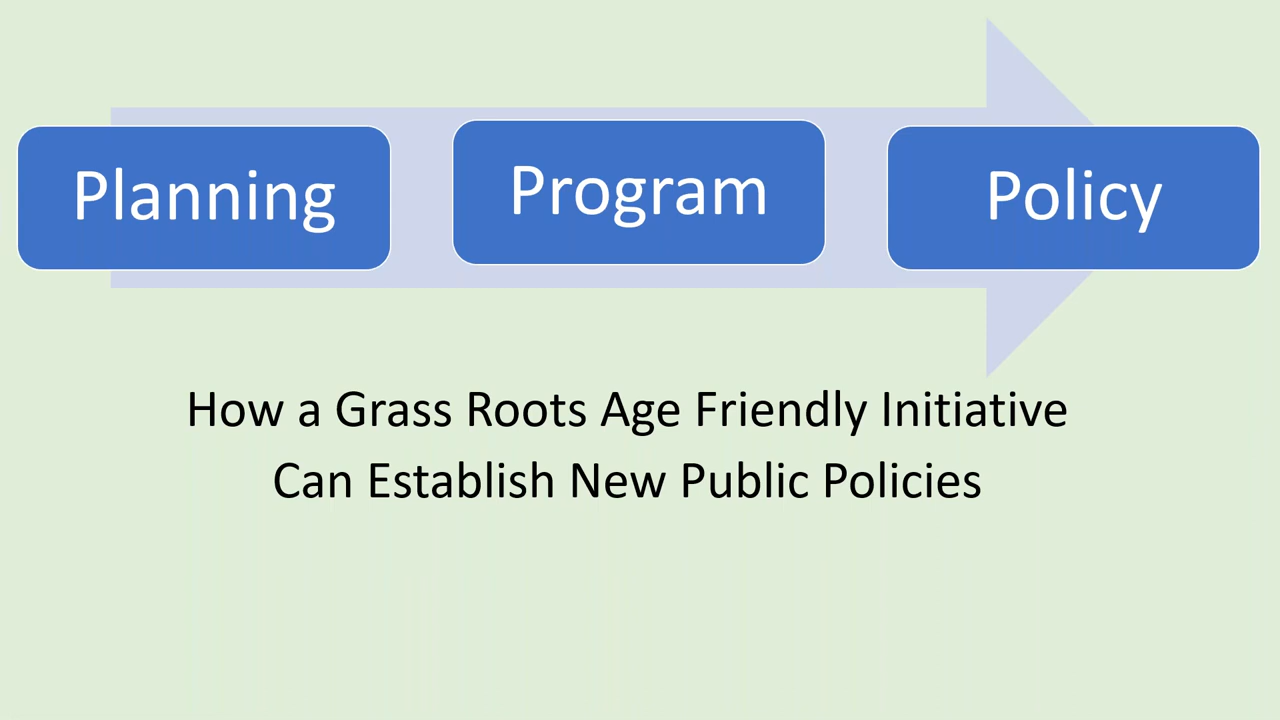 Planning
Program
Policy
How a Grass Roots Age Friendly Initiative
Can Establish New Public Policies